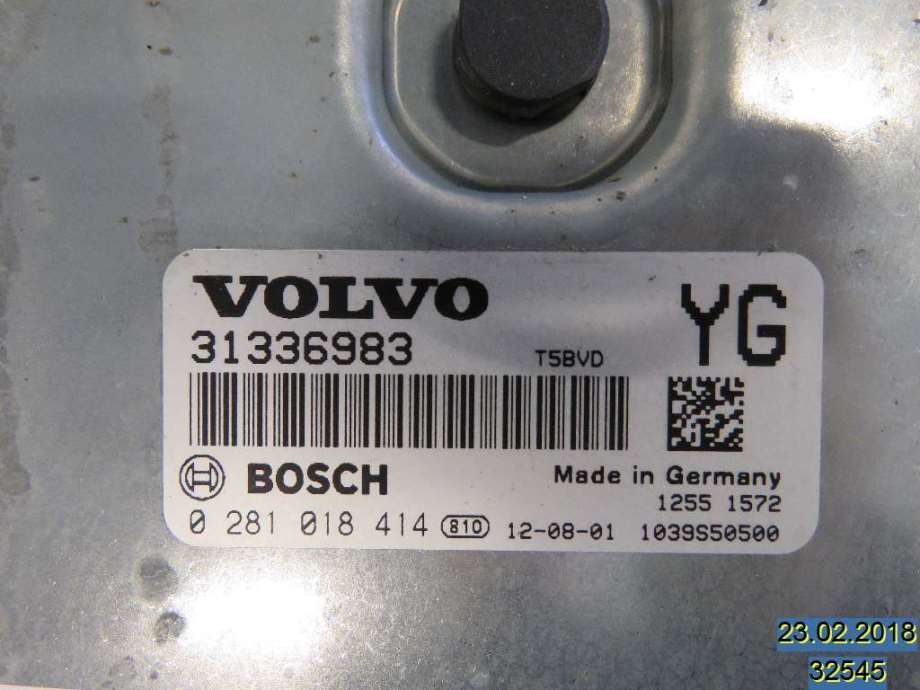 VOLVO
YG
31336983
T5BVD
BOSCH
Made in Germany
1255 1572
0 281 018 414 810 12-08-01 1039S50500
23.02.2018
32545